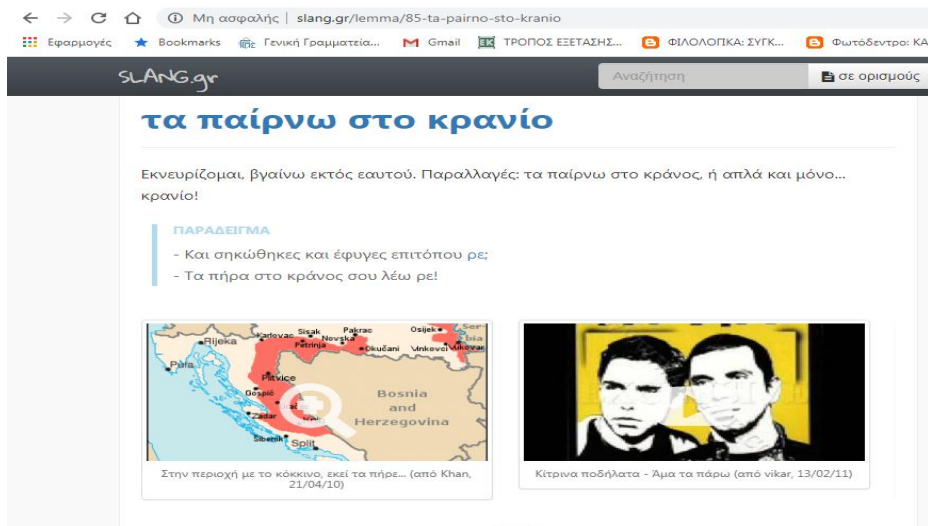 Μη ασφαλής | slang.gr/lemma/85-ta-pairno-sto-kranio
Εφαρμογές Bookmarks Γενική Γραμματεία... Gmail ΤΡΟΠΟΣ ΕΞΕΤΑΣΗΣ... ΦΙΛΟΛΟΓΙΚΑ: ΣΥΓΚ... Φωτόδεντρο: ΚΑ
SLANG.gr Αναζήτηση σε ορισμούς
τα παίρνω στο κρανίο
Εκνευρίζομαι, βγαίνω εκτός εαυτού. Παραλλαγές: τα παίρνω στο κράνος, ή απλά και μόνο...
κρανίο!
ΠΑΡΑΔΕΙΓΜΑ
- Και σηκώθηκες και έφυγες επιτόπου ρε;
- Τα πήρα στο κράνος σου λέω ρε!
Rijeka
Karlovac
Sisak
Petrinja
Novska
Pakrac
Okučani
Osijek
Vinkovci
Vukovar
Ser-
bia
Pula
Plitvice
Gospić
Zadar
Šibenik
Split
Bosnia
and
Herzegovina
Στην περιοχή με το κόκκινο, εκεί τα πήρε... (από Khan,
21/04/10)
Κίτρινα ποδήλατα - Άμα τα πάρω (από vikar, 13/02/11)